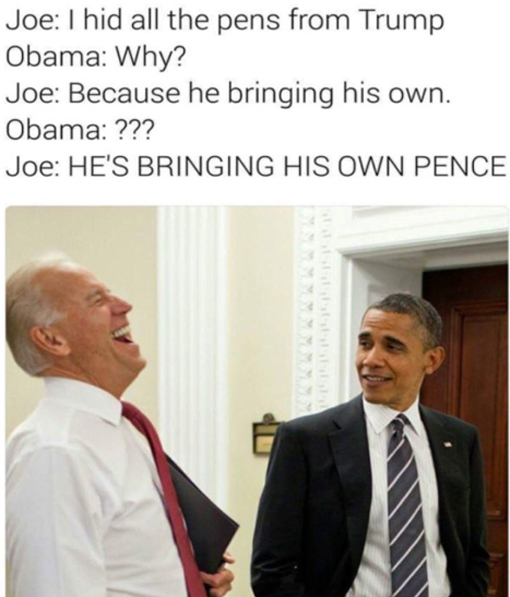 Joe: I hid all the pens from Trump
Obama: Why?
Joe: Because he bringing his own.
Obama: ???
Joe: HE'S BRINGING HIS OWN PENCE